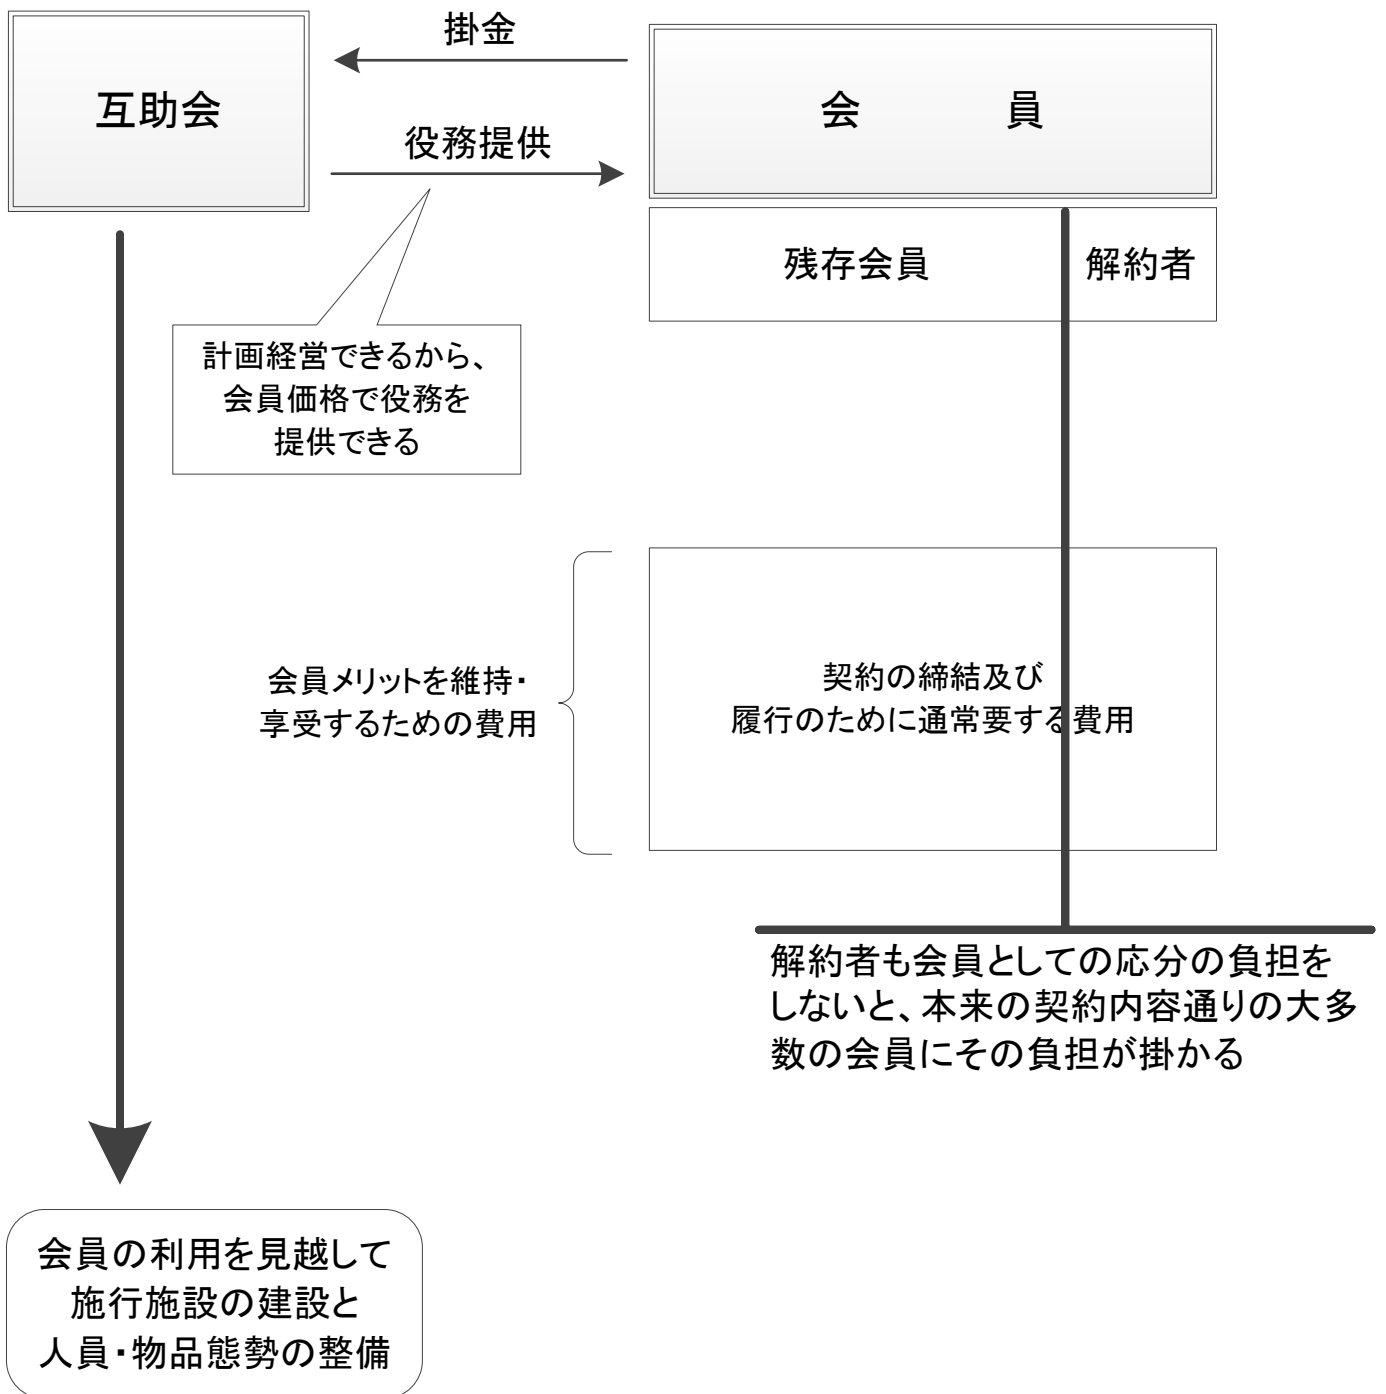 掛金
互助会
会員
役務提供
残存会員
解約者
計画経営できるから、
会員価格で役務を
提供できる
会員メリットを維持・
享受するための費用
契約の締結及び
履行のために通常要する費用
解約者も会員としての応分の負担を
しないと、本来の契約内容通りの大多
数の会員にその負担が掛かる
会員の利用を見越して
施行施設の建設と
人員・物品態勢の整備